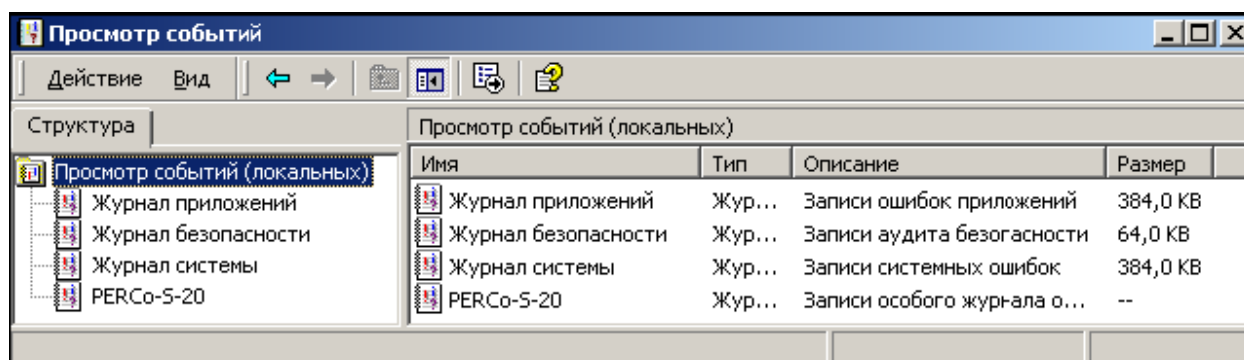 Просмотр событий
Действие Вид
Структура
Просмотр событий (локальных)
Журнал приложений
Журнал безопасности
Журнал системы
PERCo-S-20
Просмотр событий (локальных)
Имя Тип Описание Размер
Журнал приложений Жур... Записи ошибок приложений 384,0 KB
Журнал безопасности Жур... Записи аудита безогасности 64,0 KB
Журнал системы Жур... Записи системных ошибок 384,0 KB
PERCo-S-20 Жур... Записи особого журнала о... --